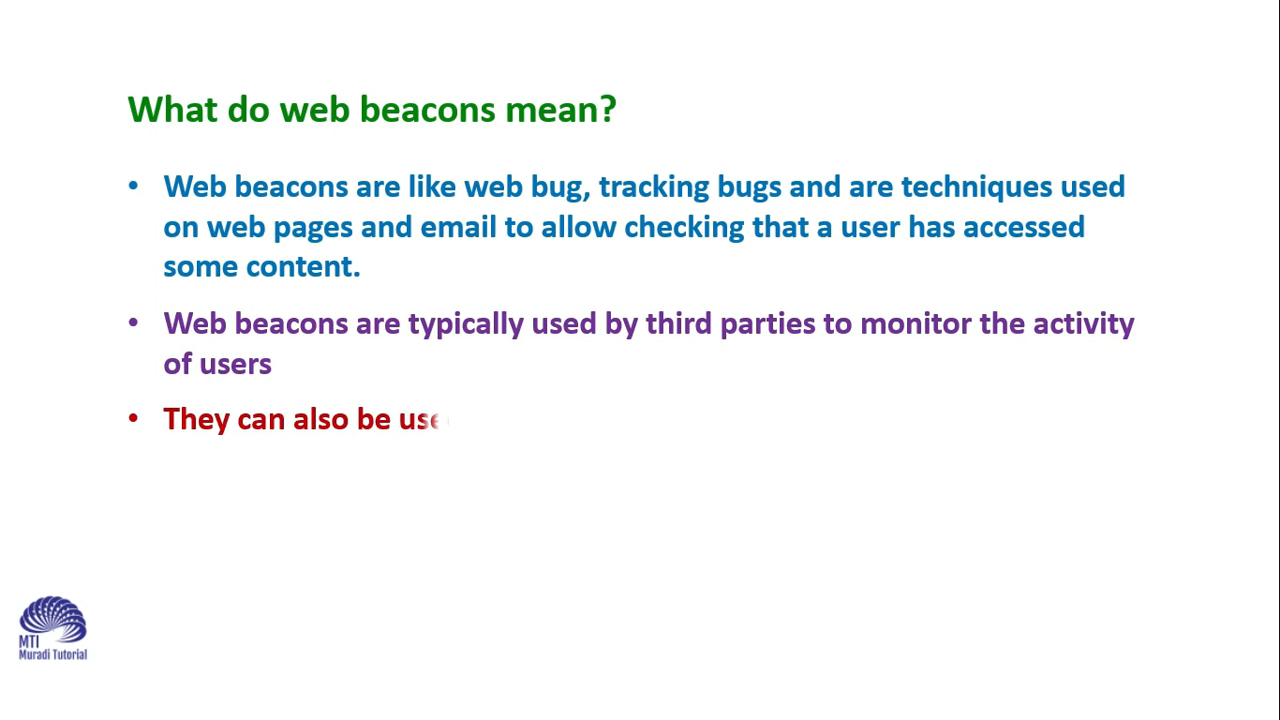 What do web beacons mean?
• Web beacons are like web bug, tracking bugs and are techniques used
on web pages and email to allow checking that a user has accessed
some content.
• Web beacons are typically used by third parties to monitor the activity
of users
• They can also be
MTI
Muradi Tutorial